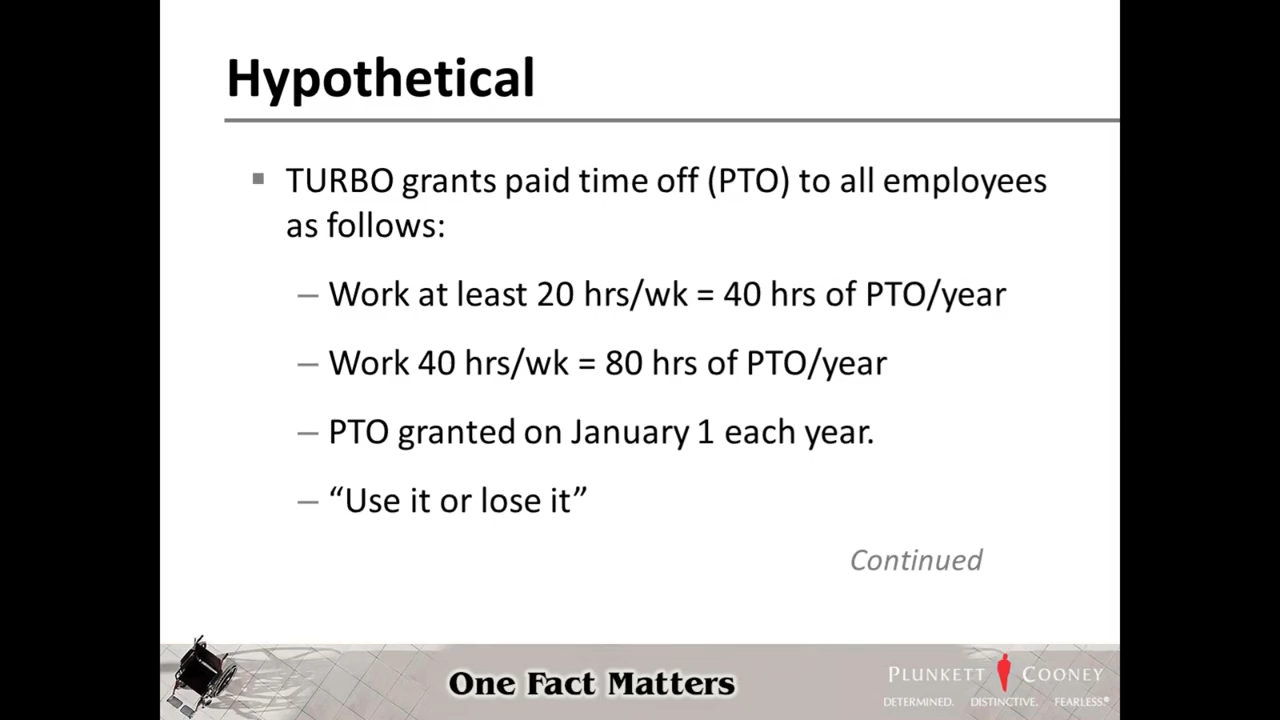 Hypothetical
▪ TURBO grants paid time off (PTO) to all employees
as follows:
– Work at least 20 hrs/wk = 40 hrs of PTO/year
– Work 40 hrs/wk = 80 hrs of PTO/year
– PTO granted on January 1 each year.
– “Use it or lose it”
Continued
One Fact Matters
PLUNKETT COONEY
DETERMINED. DISTINCTIVE. FEARLESS.®